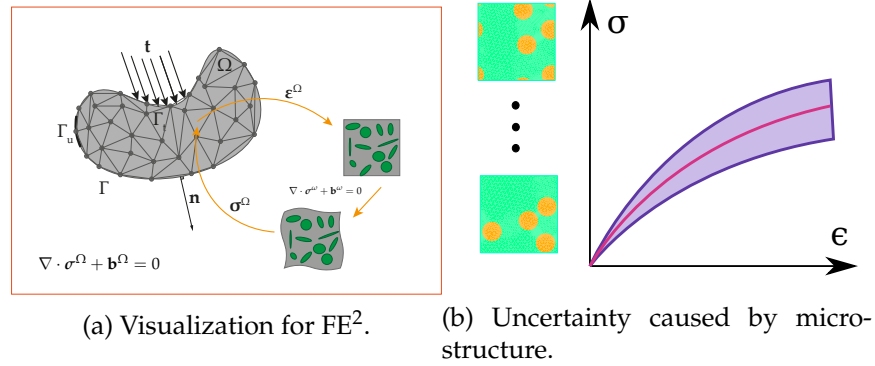 t
Ω
ε^Ω
Γ_u
Γ
Γ
n
σ^Ω
∇ · σ^ω + b^ω = 0
∇ · σ^Ω + b^Ω = 0
(a) Visualization for FE².
σ
ϵ
(b) Uncertainty caused by micro-
structure.